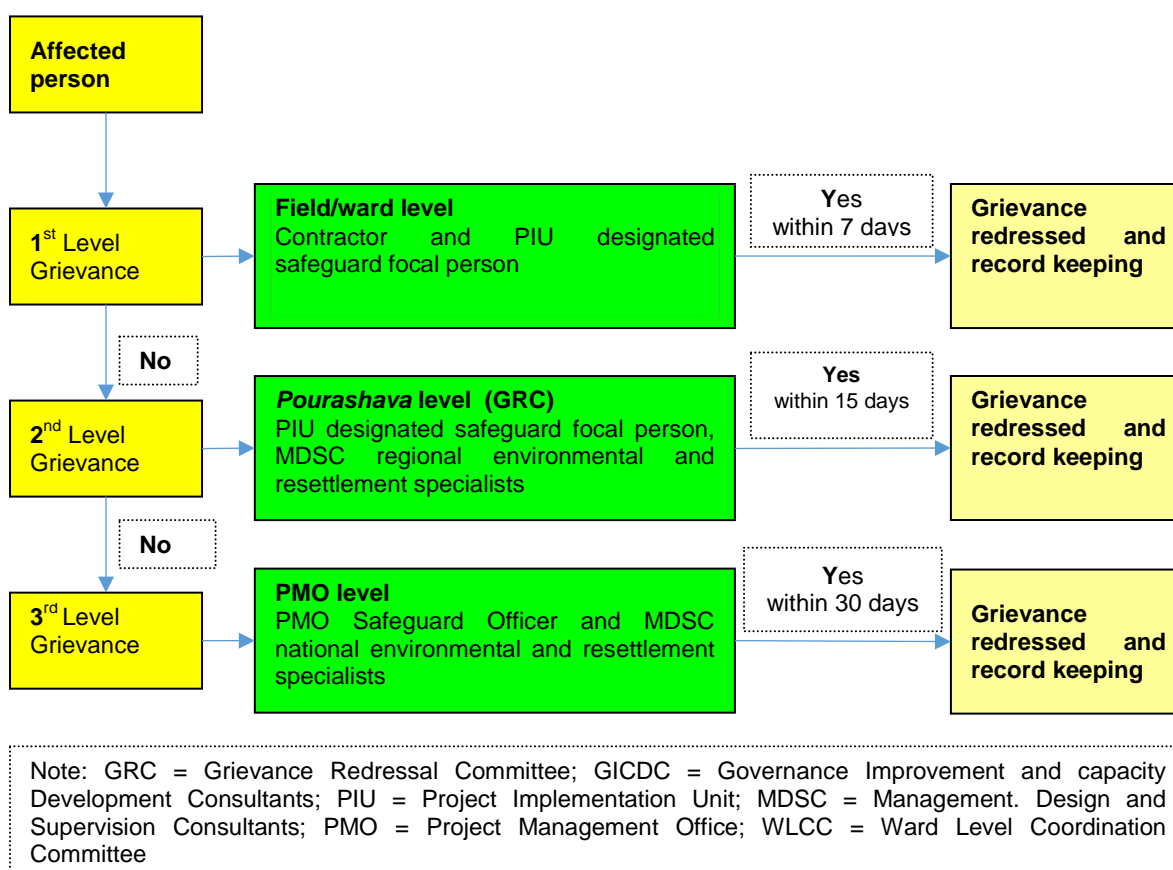 Affected
person
1st Level
Grievance
Field/ward level
Contractor and PIU designated
safeguard focal person
Yes
within 7 days
Grievance
redressed and
record keeping
No
2nd Level
Grievance
Pourashava level (GRC)
PIU designated safeguard focal person,
MDSC regional environmental and
resettlement specialists
Yes
within 15 days
Grievance
redressed and
record keeping
No
3rd Level
Grievance
PMO level
PMO Safeguard Officer and MDSC
national environmental and resettlement
specialists
Yes
within 30 days
Grievance
redressed and
record keeping
Note: GRC = Grievance Redressal Committee; GICDC = Governance Improvement and capacity
Development Consultants; PIU = Project Implementation Unit; MDSC = Management. Design and
Supervision Consultants; PMO = Project Management Office; WLCC = Ward Level Coordination
Committee